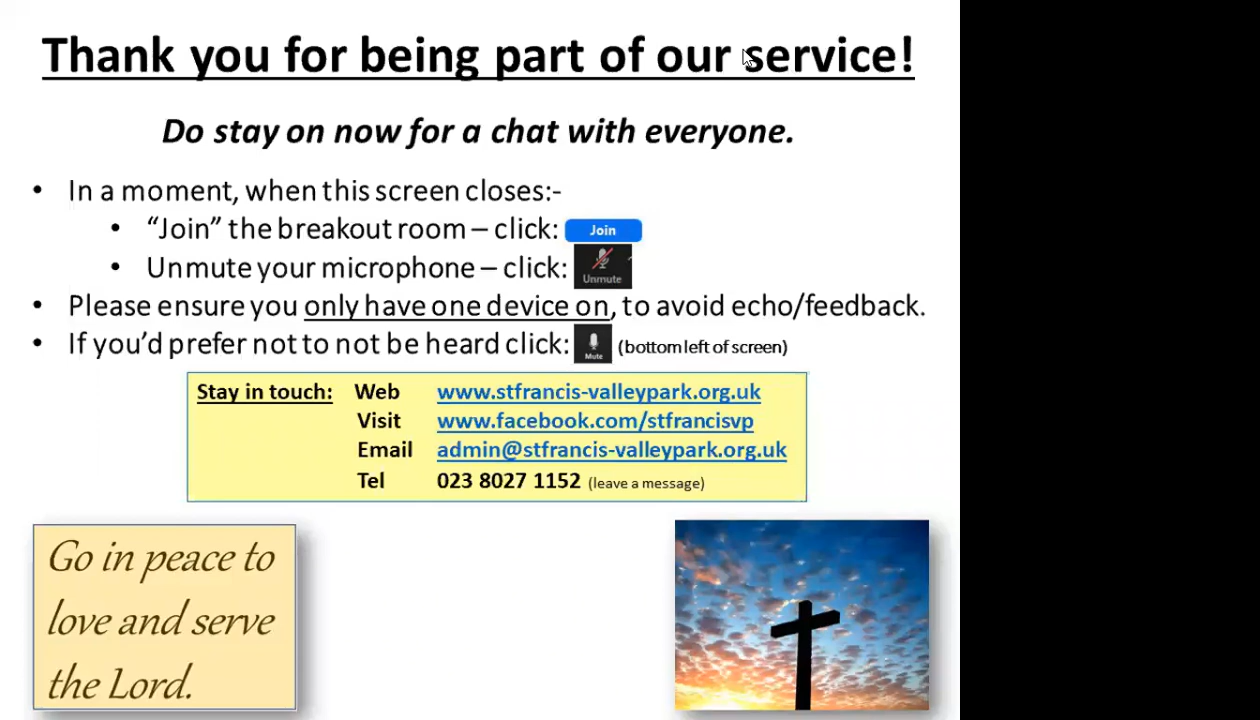 Thank you for being part of our service!
Do stay on now for a chat with everyone.
• In a moment, when this screen closes:-
• “Join” the breakout room – click: Join
• Unmute your microphone – click: Unmute
• Please ensure you only have one device on, to avoid echo/feedback.
• If you’d prefer not to not be heard click: Mute (bottom left of screen)
Stay in touch: Web www.stfrancis-valleypark.org.uk
Visit www.facebook.com/stfrancisvp
Email admin@stfrancis-valleypark.org.uk
Tel 023 8027 1152 (leave a message)
Go in peace to
love and serve
the Lord.